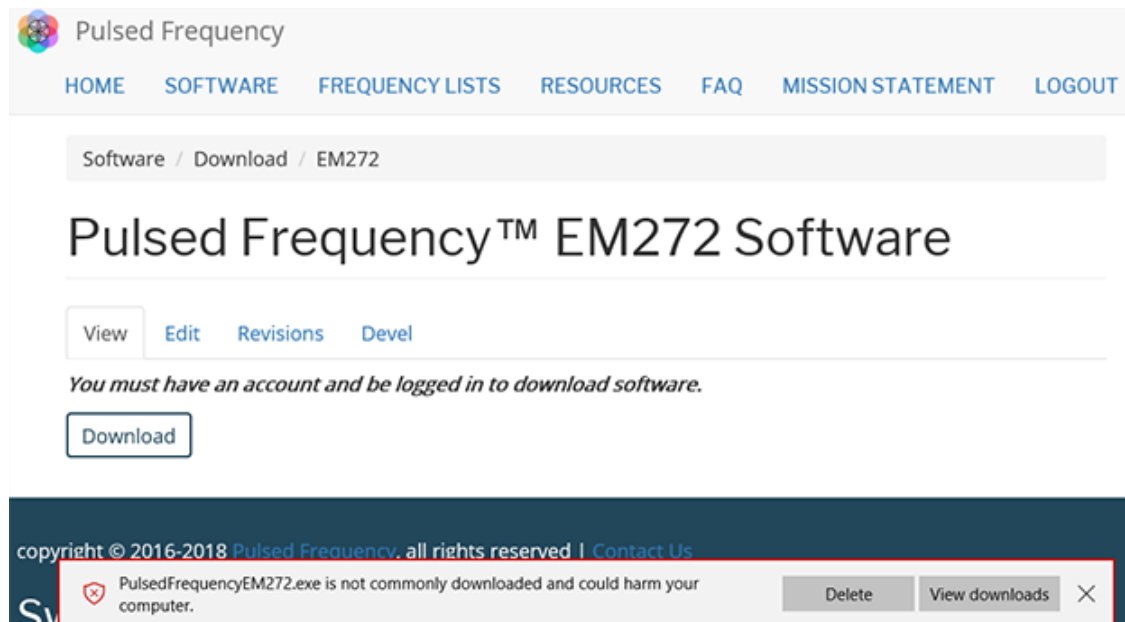 Pulsed Frequency
HOME SOFTWARE FREQUENCY LISTS RESOURCES FAQ MISSION STATEMENT LOGOUT
Software / Download / EM272
Pulsed Frequency™ EM272 Software
View Edit Revisions Devel
You must have an account and be logged in to download software.
Download
copyright © 2016-2018 Pulsed Frequency, all rights reserved | Contact Us
PulsedFrequencyEM272.exe is not commonly downloaded and could harm your
computer.
Delete View downloads